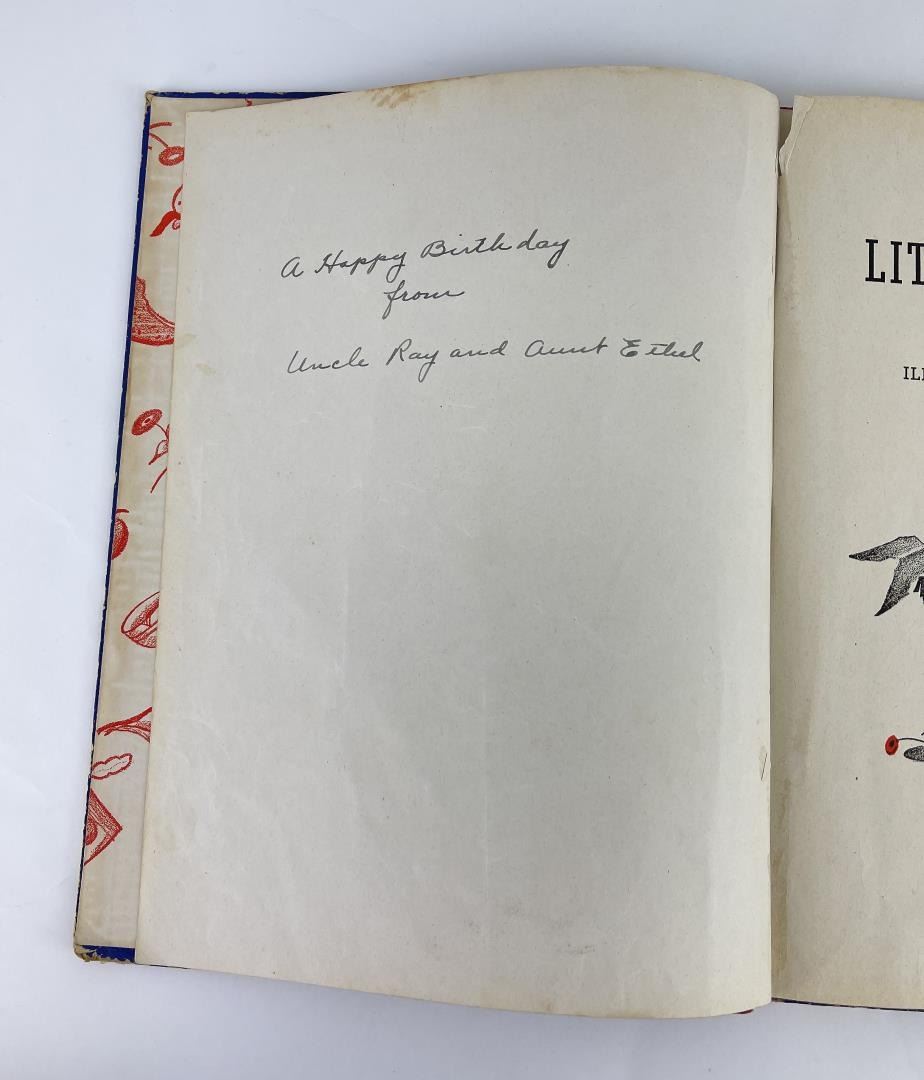 A Happy Birthday
from
Uncle Ray and Aunt Ethel
LIT
ILL